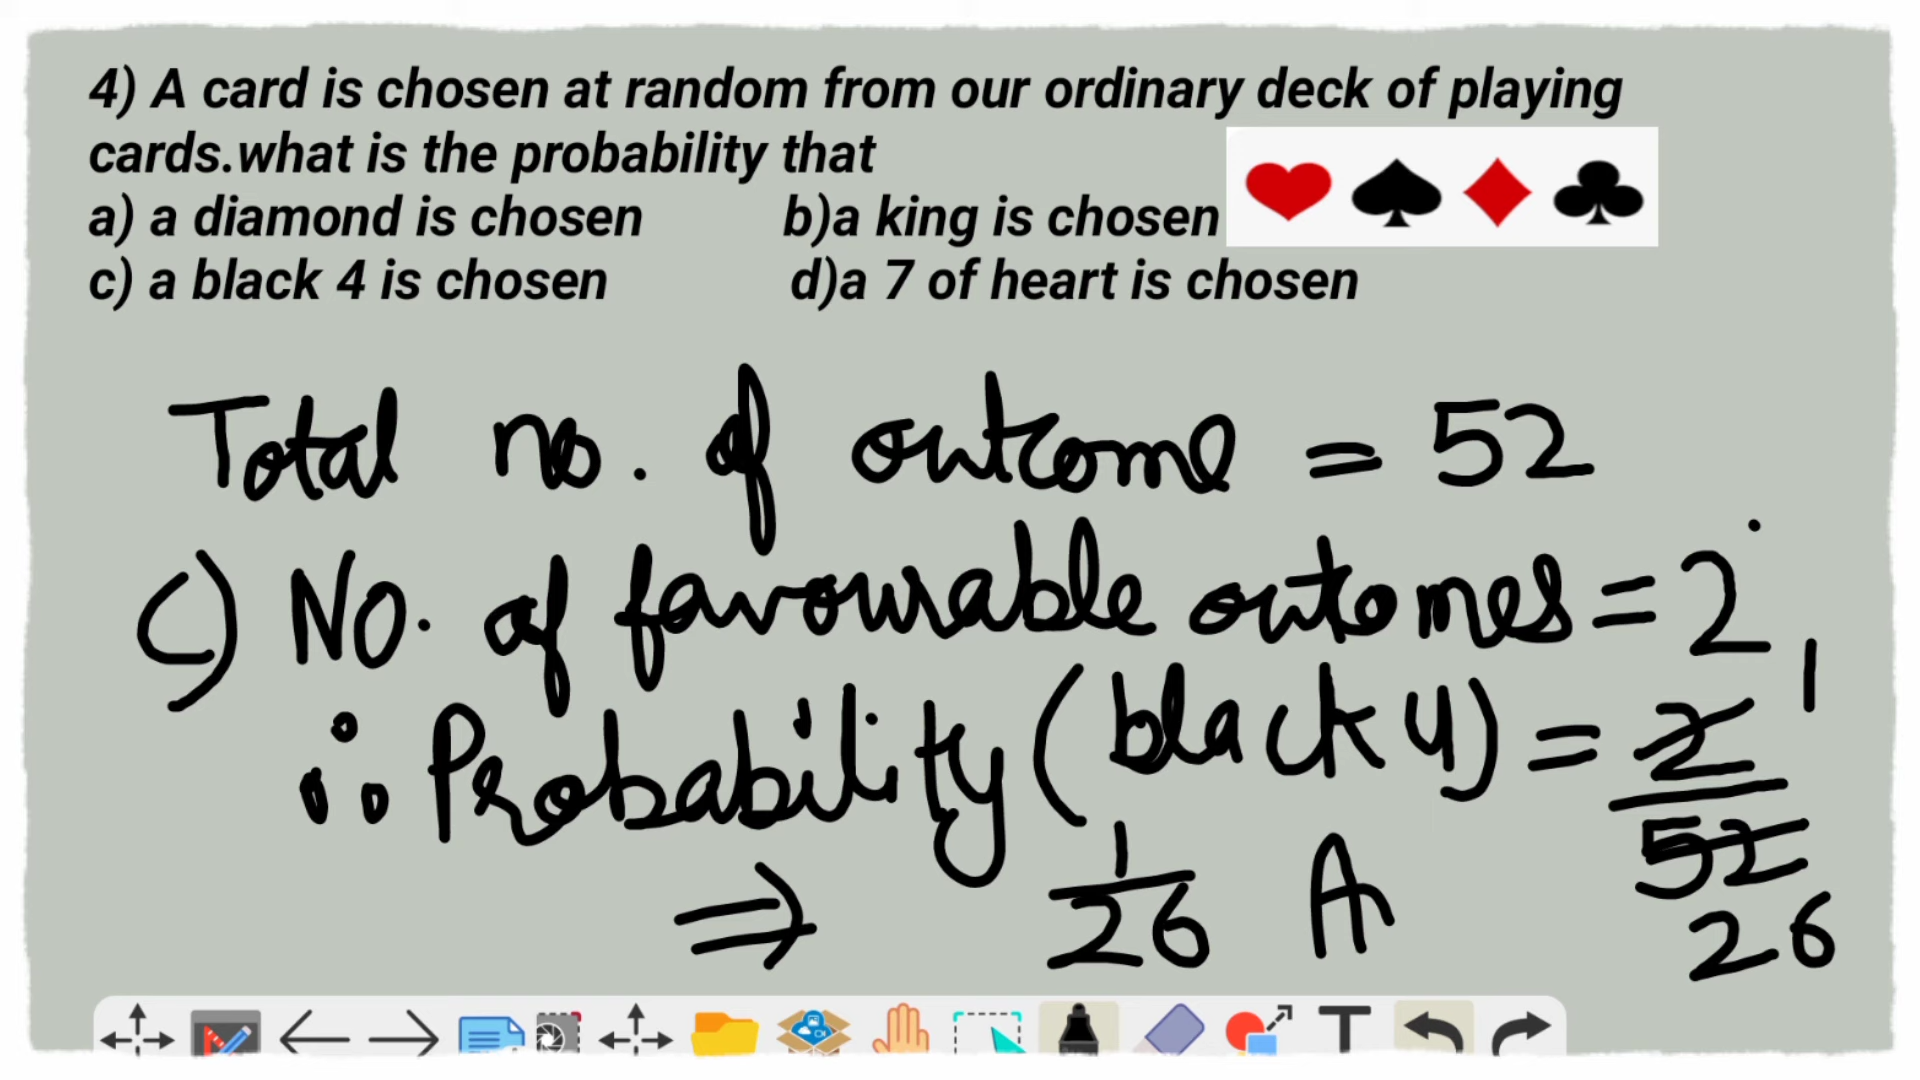 4) A card is chosen at random from our ordinary deck of playing
cards.what is the probability that
a) a diamond is chosen b)a king is chosen
c) a black 4 is chosen d)a 7 of heart is chosen
Total no. of outcome = 52
C) NO. of favourable outomes = 2
∴ Probability (black 4) = 2/52 1
26
⇒ 1/26 A
T